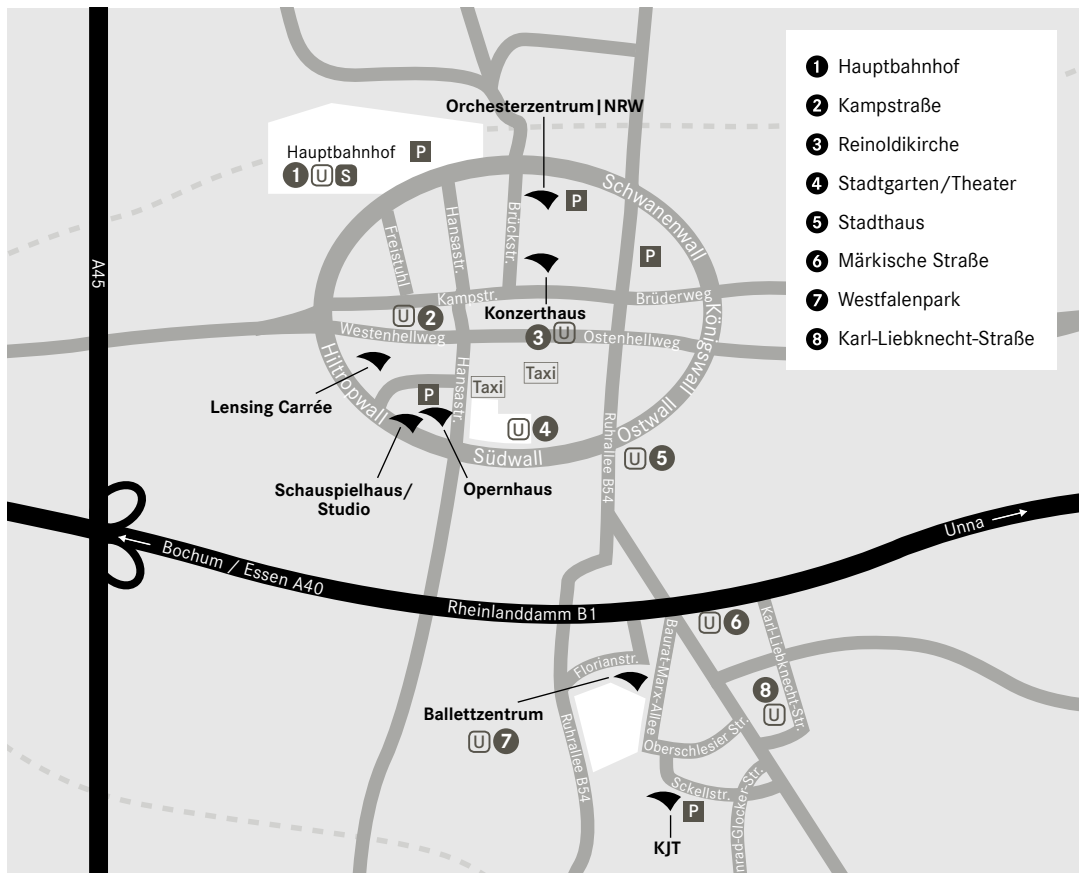 Orchesterzentrum|NRW
Hauptbahnhof P
1 U S
P
Schwanenwall
Brückstr.
Hansastr.
Freistuhl
P
A45
Kampstr.
Brüderweg
Konzerthaus
U 2
Westenhellweg
3 U
Ostenhellweg
Königswall
Hiltropwall
Hansastr.
Taxi
Taxi
Lensing Carrée
P
U 4
Ostwall
Südwall
Ruhrallee B54
U 5
Schauspielhaus/
Studio
Opernhaus
Unna
Bochum / Essen A40
Rheinlanddamm B1
U 6
Karl-Liebknecht-Str.
Baurat-Marx-Allee
Florianstr.
8
U
Ballettzentrum
U 7
Ruhrallee B54
Oberschlesier Str.
Sckellstr.
nrad-Glocker-Str.
P
KJT
1 Hauptbahnhof
2 Kampstraße
3 Reinoldikirche
4 Stadtgarten/Theater
5 Stadthaus
6 Märkische Straße
7 Westfalenpark
8 Karl-Liebknecht-Straße